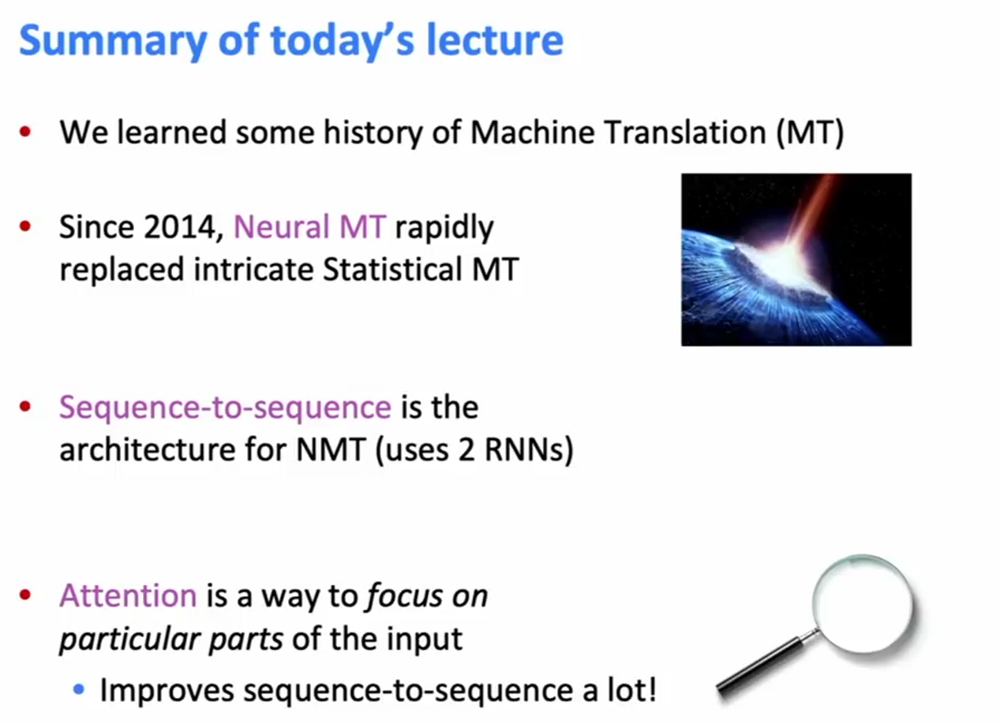 Summary of today's lecture
• We learned some history of Machine Translation (MT)
• Since 2014, Neural MT rapidly
replaced intricate Statistical MT
• Sequence-to-sequence is the
architecture for NMT (uses 2 RNNs)
• Attention is a way to focus on
particular parts of the input
• Improves sequence-to-sequence a lot!